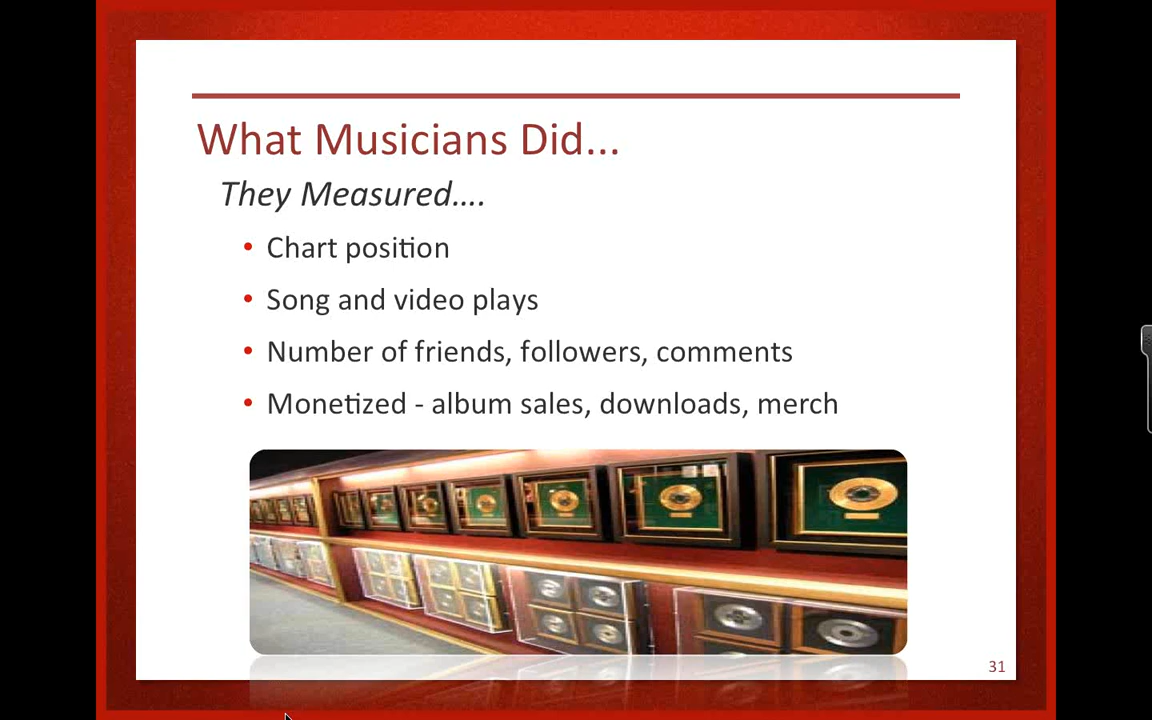 What Musicians Did...
They Measured....
• Chart position
• Song and video plays
• Number of friends, followers, comments
• Monetized - album sales, downloads, merch
31